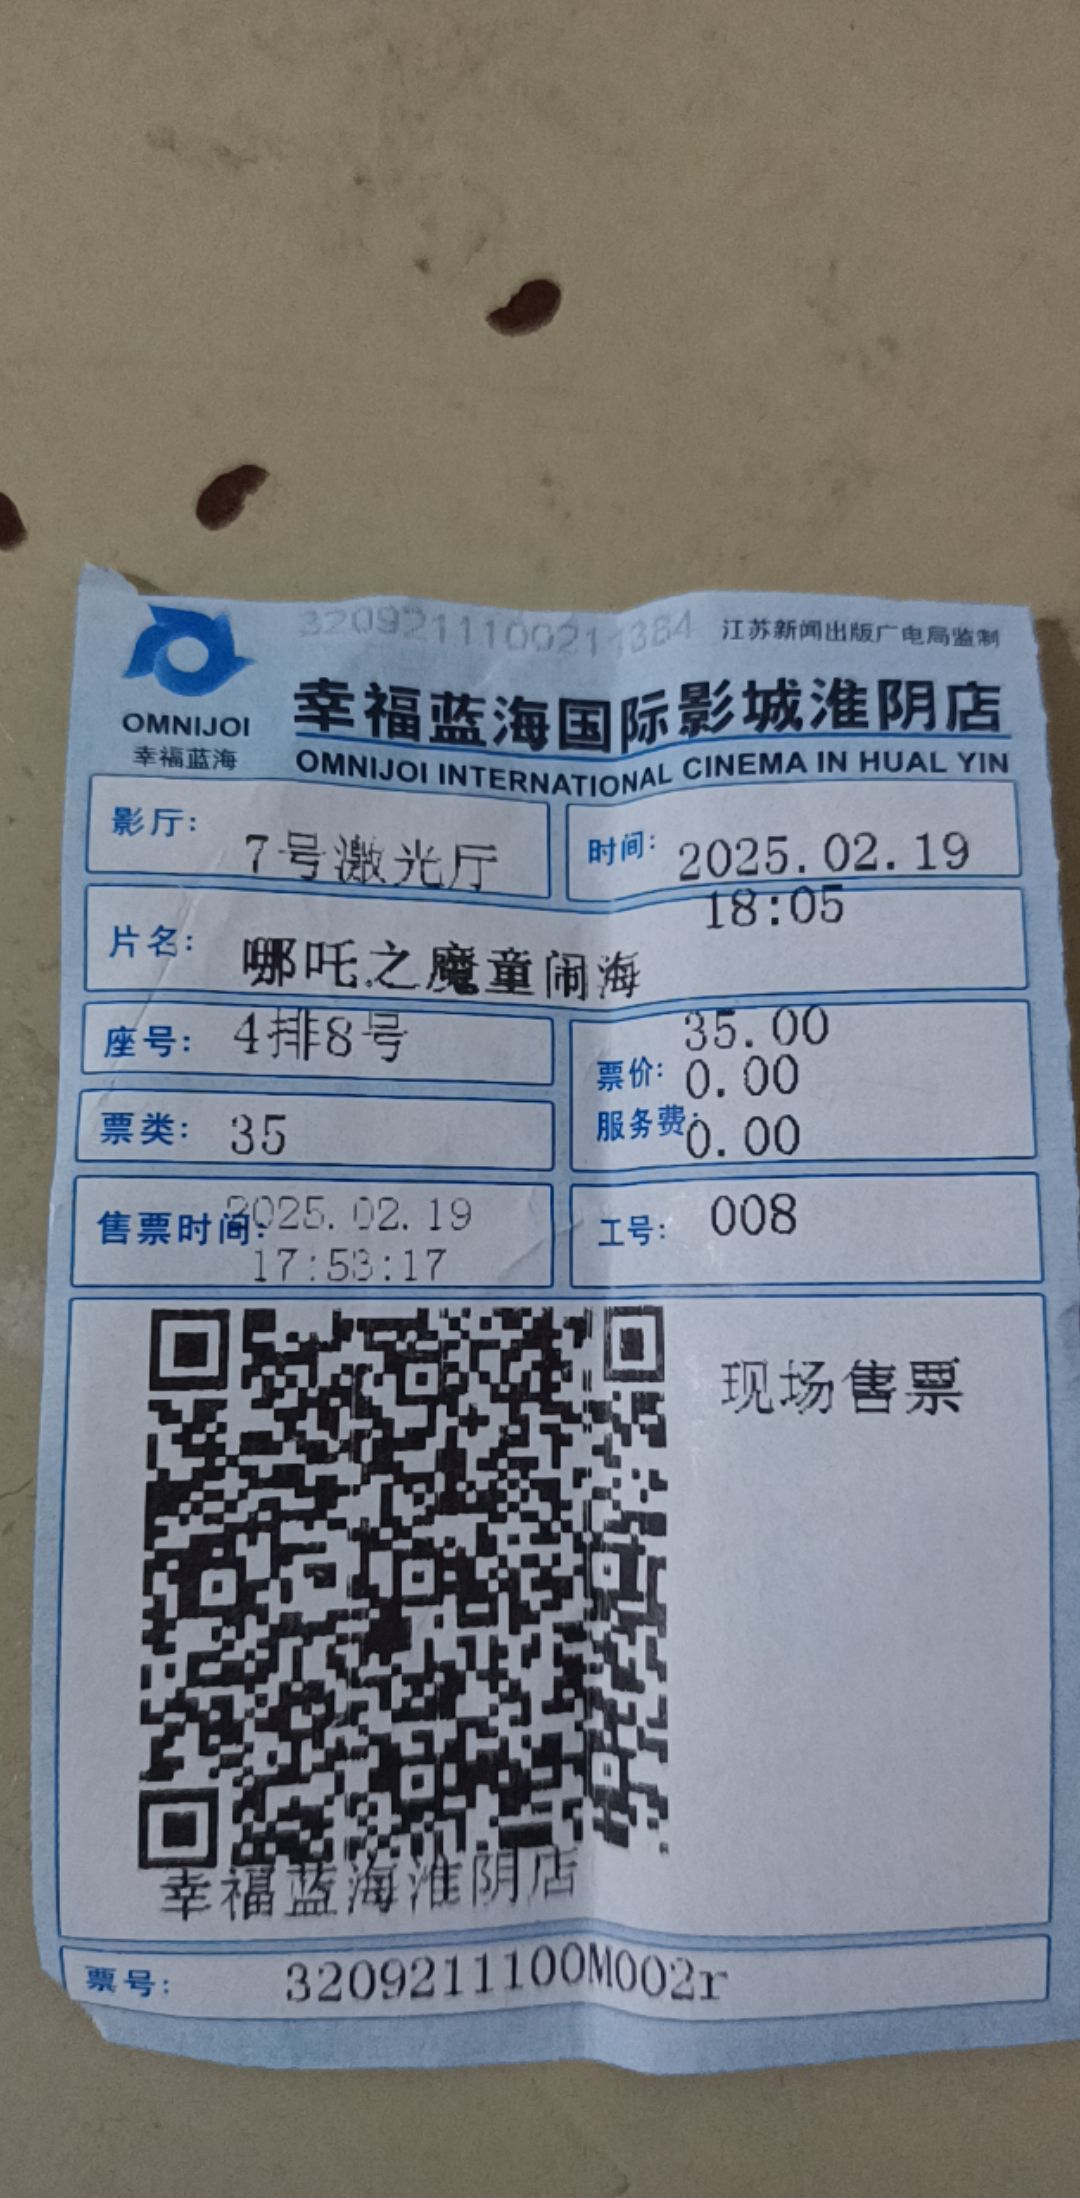 3209211100211384
江苏新闻出版广电局监制
OMNIJOI
幸福蓝海
幸福蓝海国际影城淮阴店
OMNIJOI INTERNATIONAL CINEMA IN HUAL YIN
影厅: 7号激光厅
时间: 2025.02.19
18:05
片名: 哪吒之魔童闹海
座号: 4排8号
35.00
票价: 0.00
服务费: 0.00
票类: 35
售票时间: 2025.02.19
17:53:17
工号: 008
现场售票
幸福蓝海淮阴店
票号: 3209211100M002r